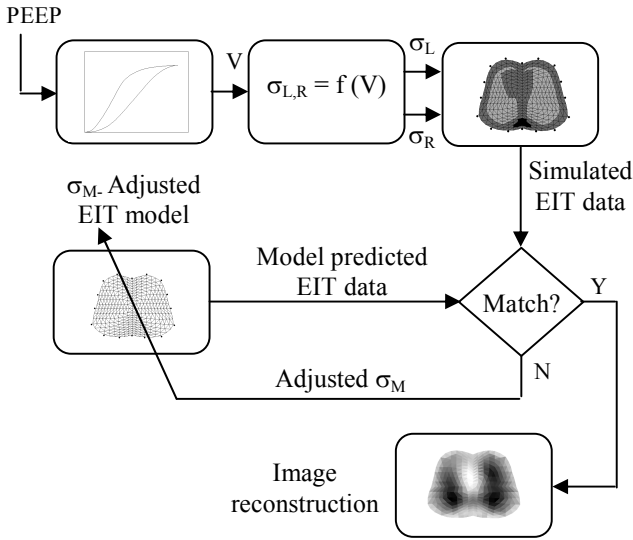 PEEP
V
σL,R = f (V)
σL
σR
Simulated
EIT data
σM- Adjusted
EIT model
Model predicted
EIT data
Match?
Y
N
Adjusted σM
Image
reconstruction